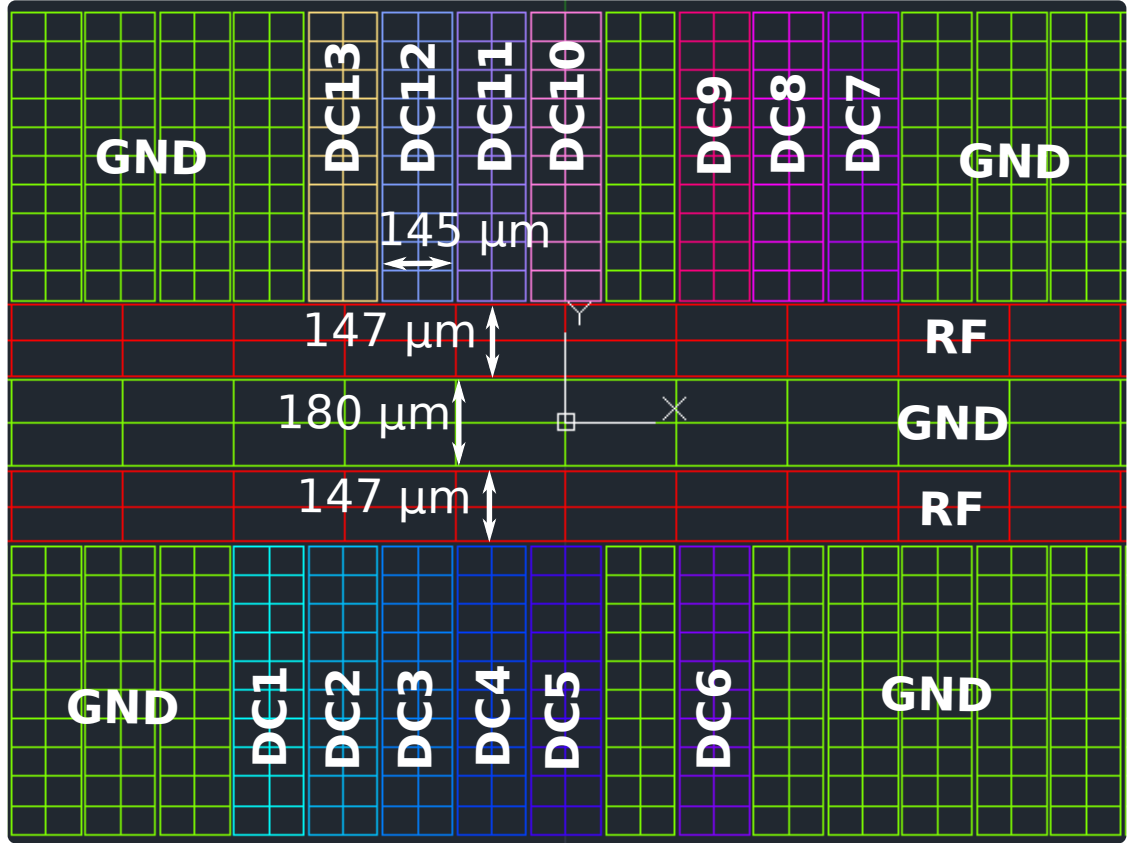 DC13
DC12
DC11
DC10
DC9
DC8
DC7
GND
GND
145 μm
147 μm
RF
180 μm
GND
147 μm
RF
GND
DC1
DC2
DC3
DC4
DC5
DC6
GND
Y
X